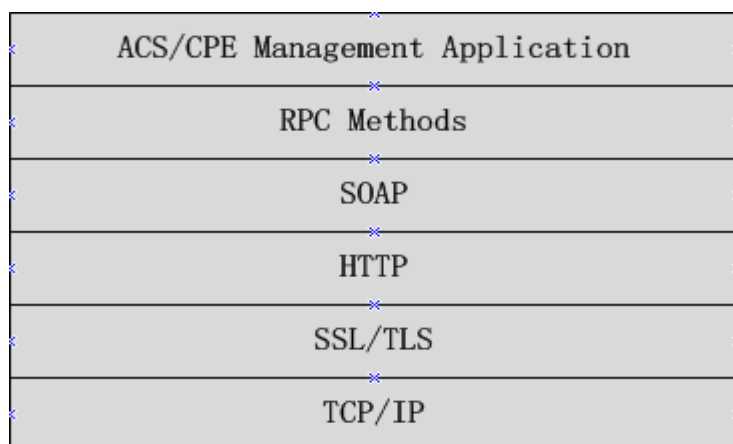 ACS/CPE Management Application
RPC Methods
SOAP
HTTP
SSL/TLS
TCP/IP